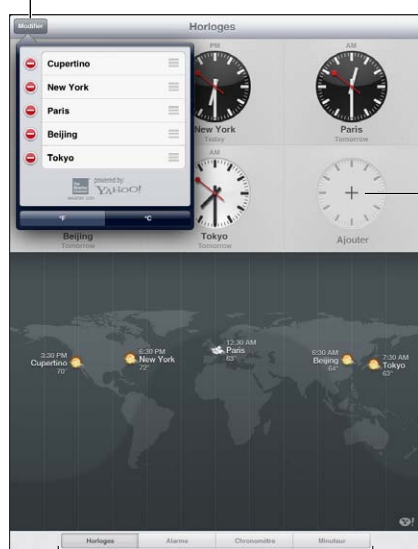 Modifier
Horloges
Cupertino
New York
Paris
Beijing
Tokyo
powered by
YAHOO!
weather.com
°F
°C
PM
New York
Today
AM
Paris
Tomorrow
Beijing
Tomorrow
AM
Tokyo
Tomorrow
Ajouter
3:30 PM
Cupertino
70°
6:30 PM
New York
72°
12:30 AM
Paris
63°
6:30 AM
Beijing
64°
7:30 AM
Tokyo
63°
Y!
Horloges
Alarme
Chronomètre
Minuteur